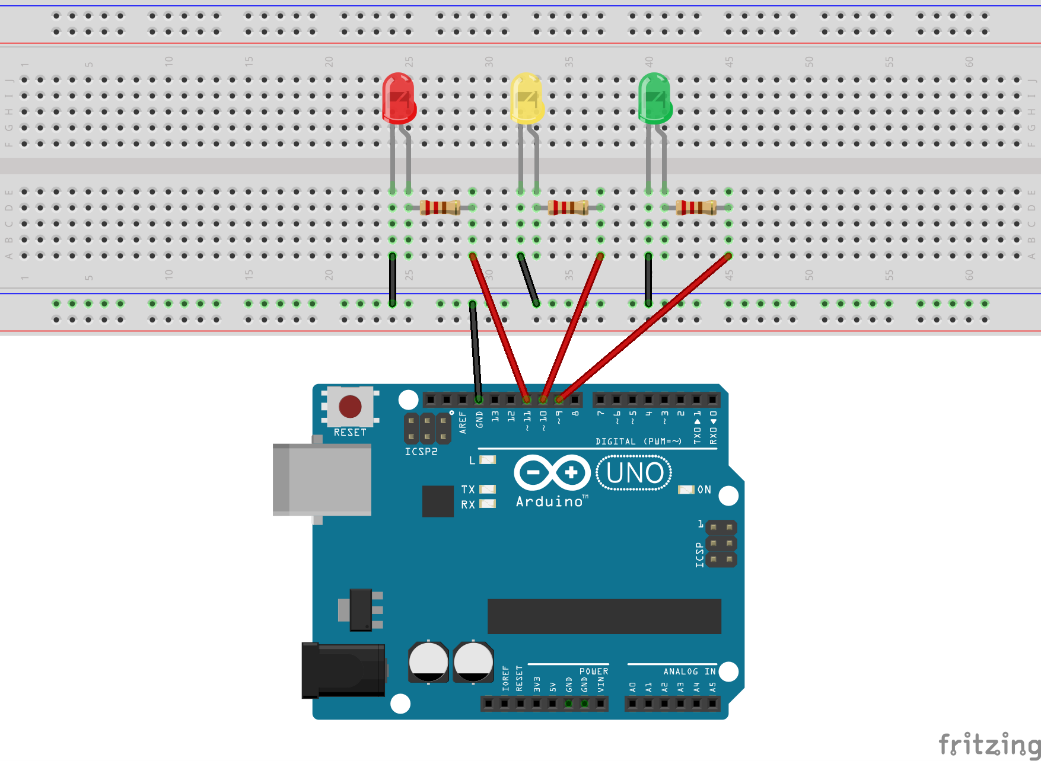 1 5 10 15 20 25 30 35 40 45 50 55 60
J J
I I
H H
G G
F F
E E
D D
C C
B B
A A
1 5 10 15 20 25 30 35 40 45 50 55 60
RESET
AREF GND 13 12 ~11 ~10 ~9 8 7 ~6 ~5 4 ~3 2 TX0▶1 RX0◀0
DIGITAL (PWM=~)
ICSP2
L
TX
RX
UNO
Arduino™
ON
1
ICSP
POWER
ANALOG IN
IOREF RESET 3V3 5V GND GND VIN A0 A1 A2 A3 A4 A5
fritzing